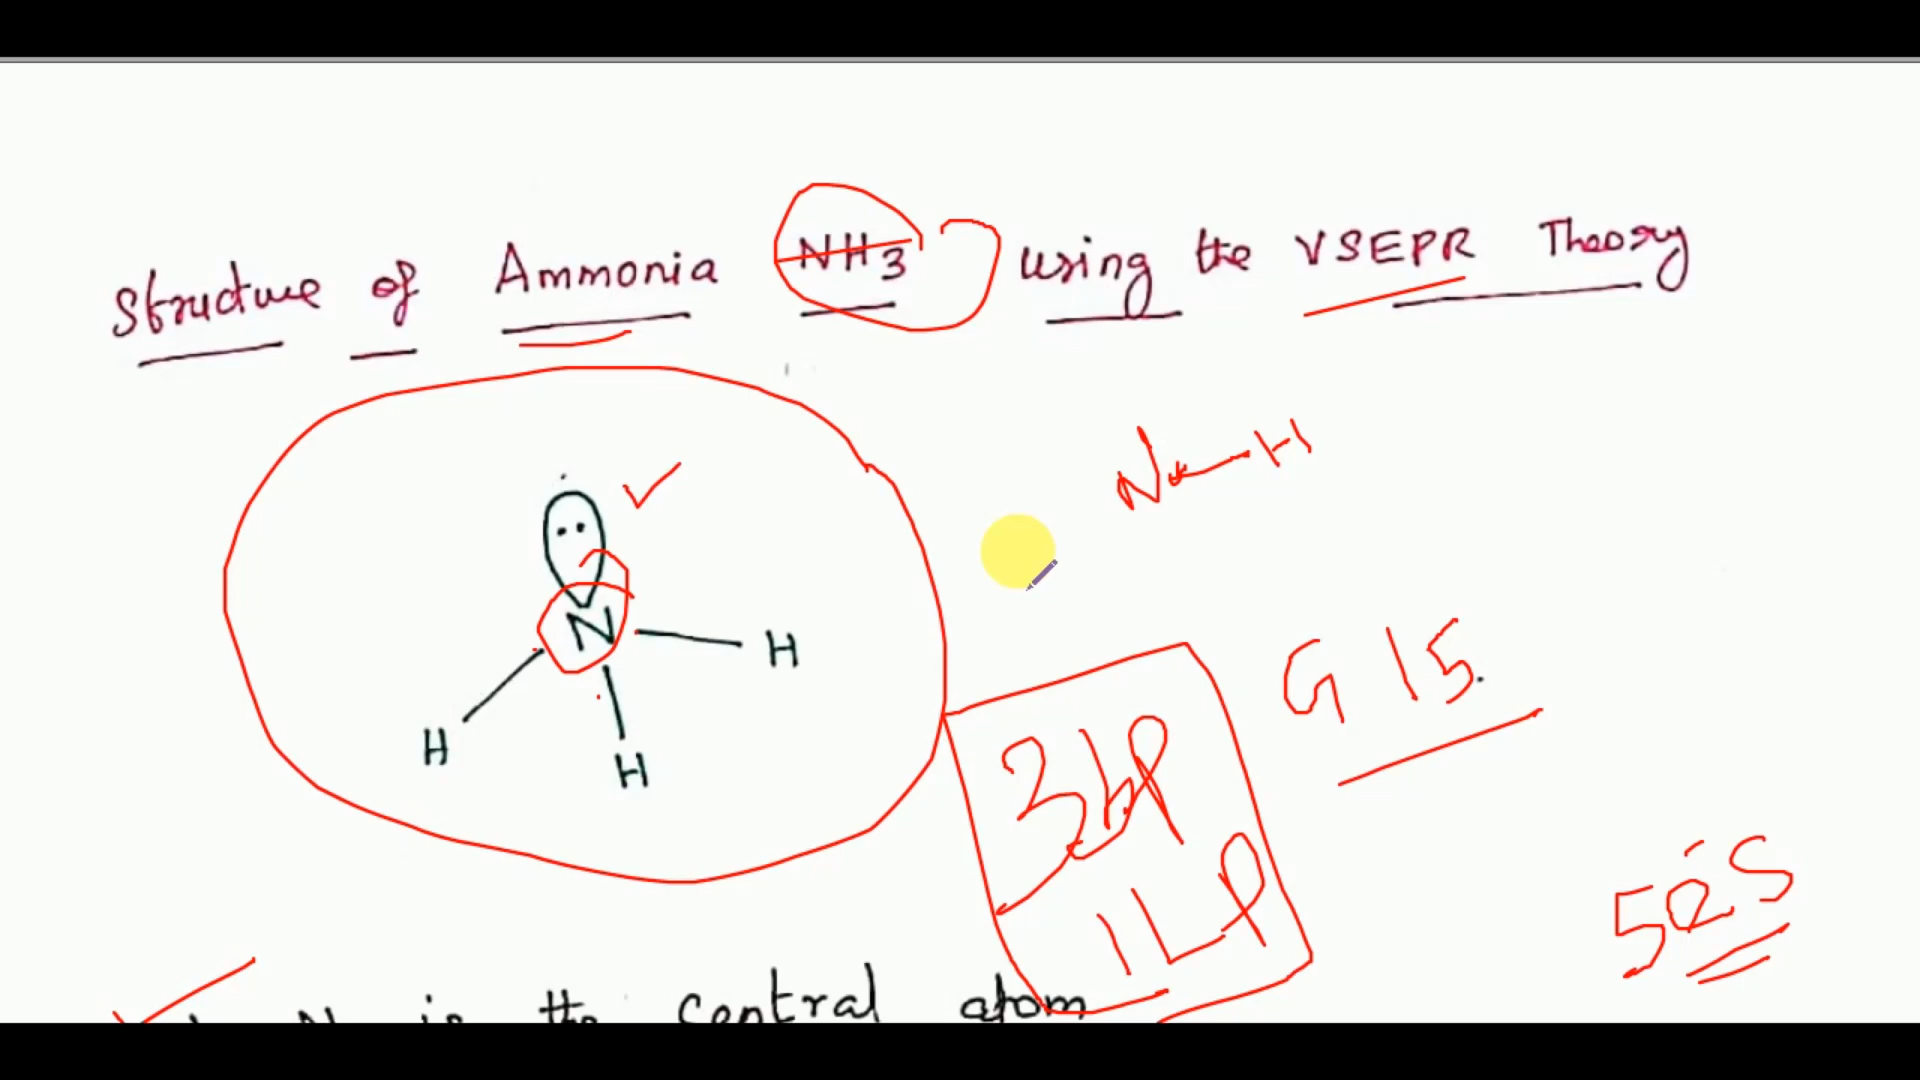 Structure of Ammonia NH3 using the VSEPR Theory
N-H
N
H
H
H
G 15.
3bP
1LP
5e-S
N is the central atom